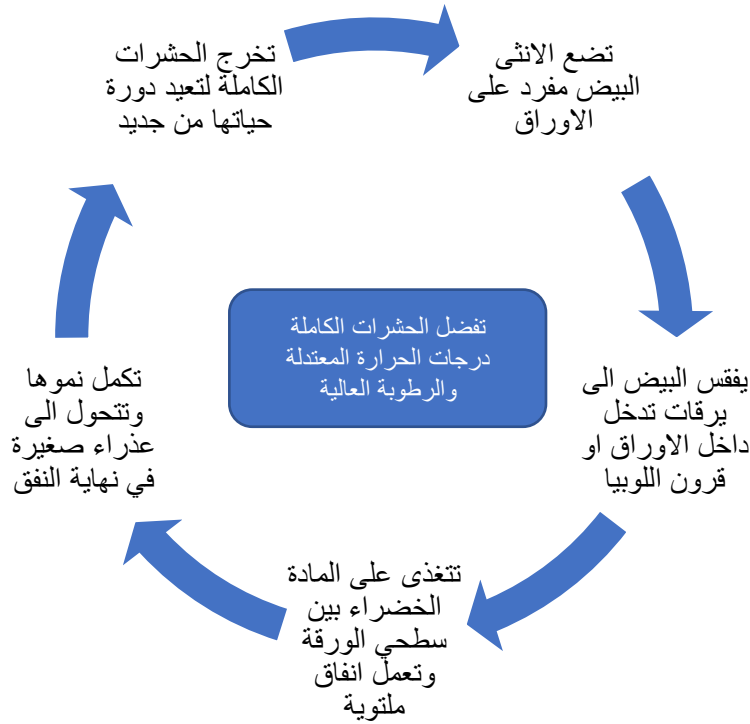 تضع الانثى
البيض مفرد على
الاوراق
يفقس البيض الى
يرقات تدخل
داخل الاوراق او
قرون اللوبيا
تتغذى على المادة
الخضراء بين
سطحي الورقة
وتعمل انفاق
ملتوية
تكمل نموها
وتتحول الى
عذراء صغيرة
في نهاية النفق
تخرج الحشرات
الكاملة لتعيد دورة
حياتها من جديد
تفضل الحشرات الكاملة
درجات الحرارة المعتدلة
والرطوبة العالية